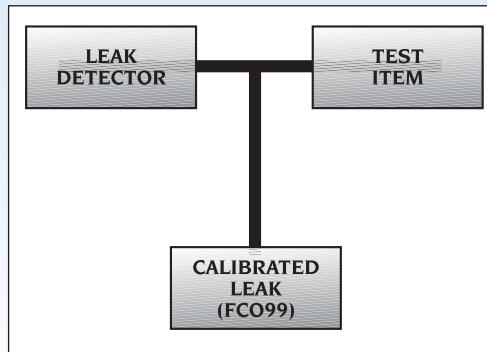 LEAK
DETECTOR
TEST
ITEM
CALIBRATED
LEAK
(FCO99)